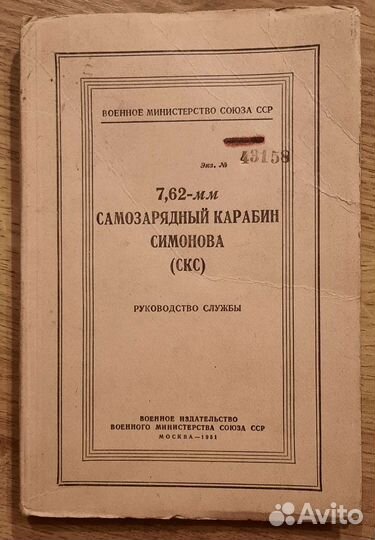 ВОЕННОЕ МИНИСТЕРСТВО СОЮЗА ССР
Экз. № 43158
7,62-мм
САМОЗАРЯДНЫЙ КАРАБИН
СИМОНОВА
(СКС)
РУКОВОДСТВО СЛУЖБЫ
ВОЕННОЕ ИЗДАТЕЛЬСТВО
ВОЕННОГО МИНИСТЕРСТВА СОЮЗА ССР
МОСКВА—1951
Avito